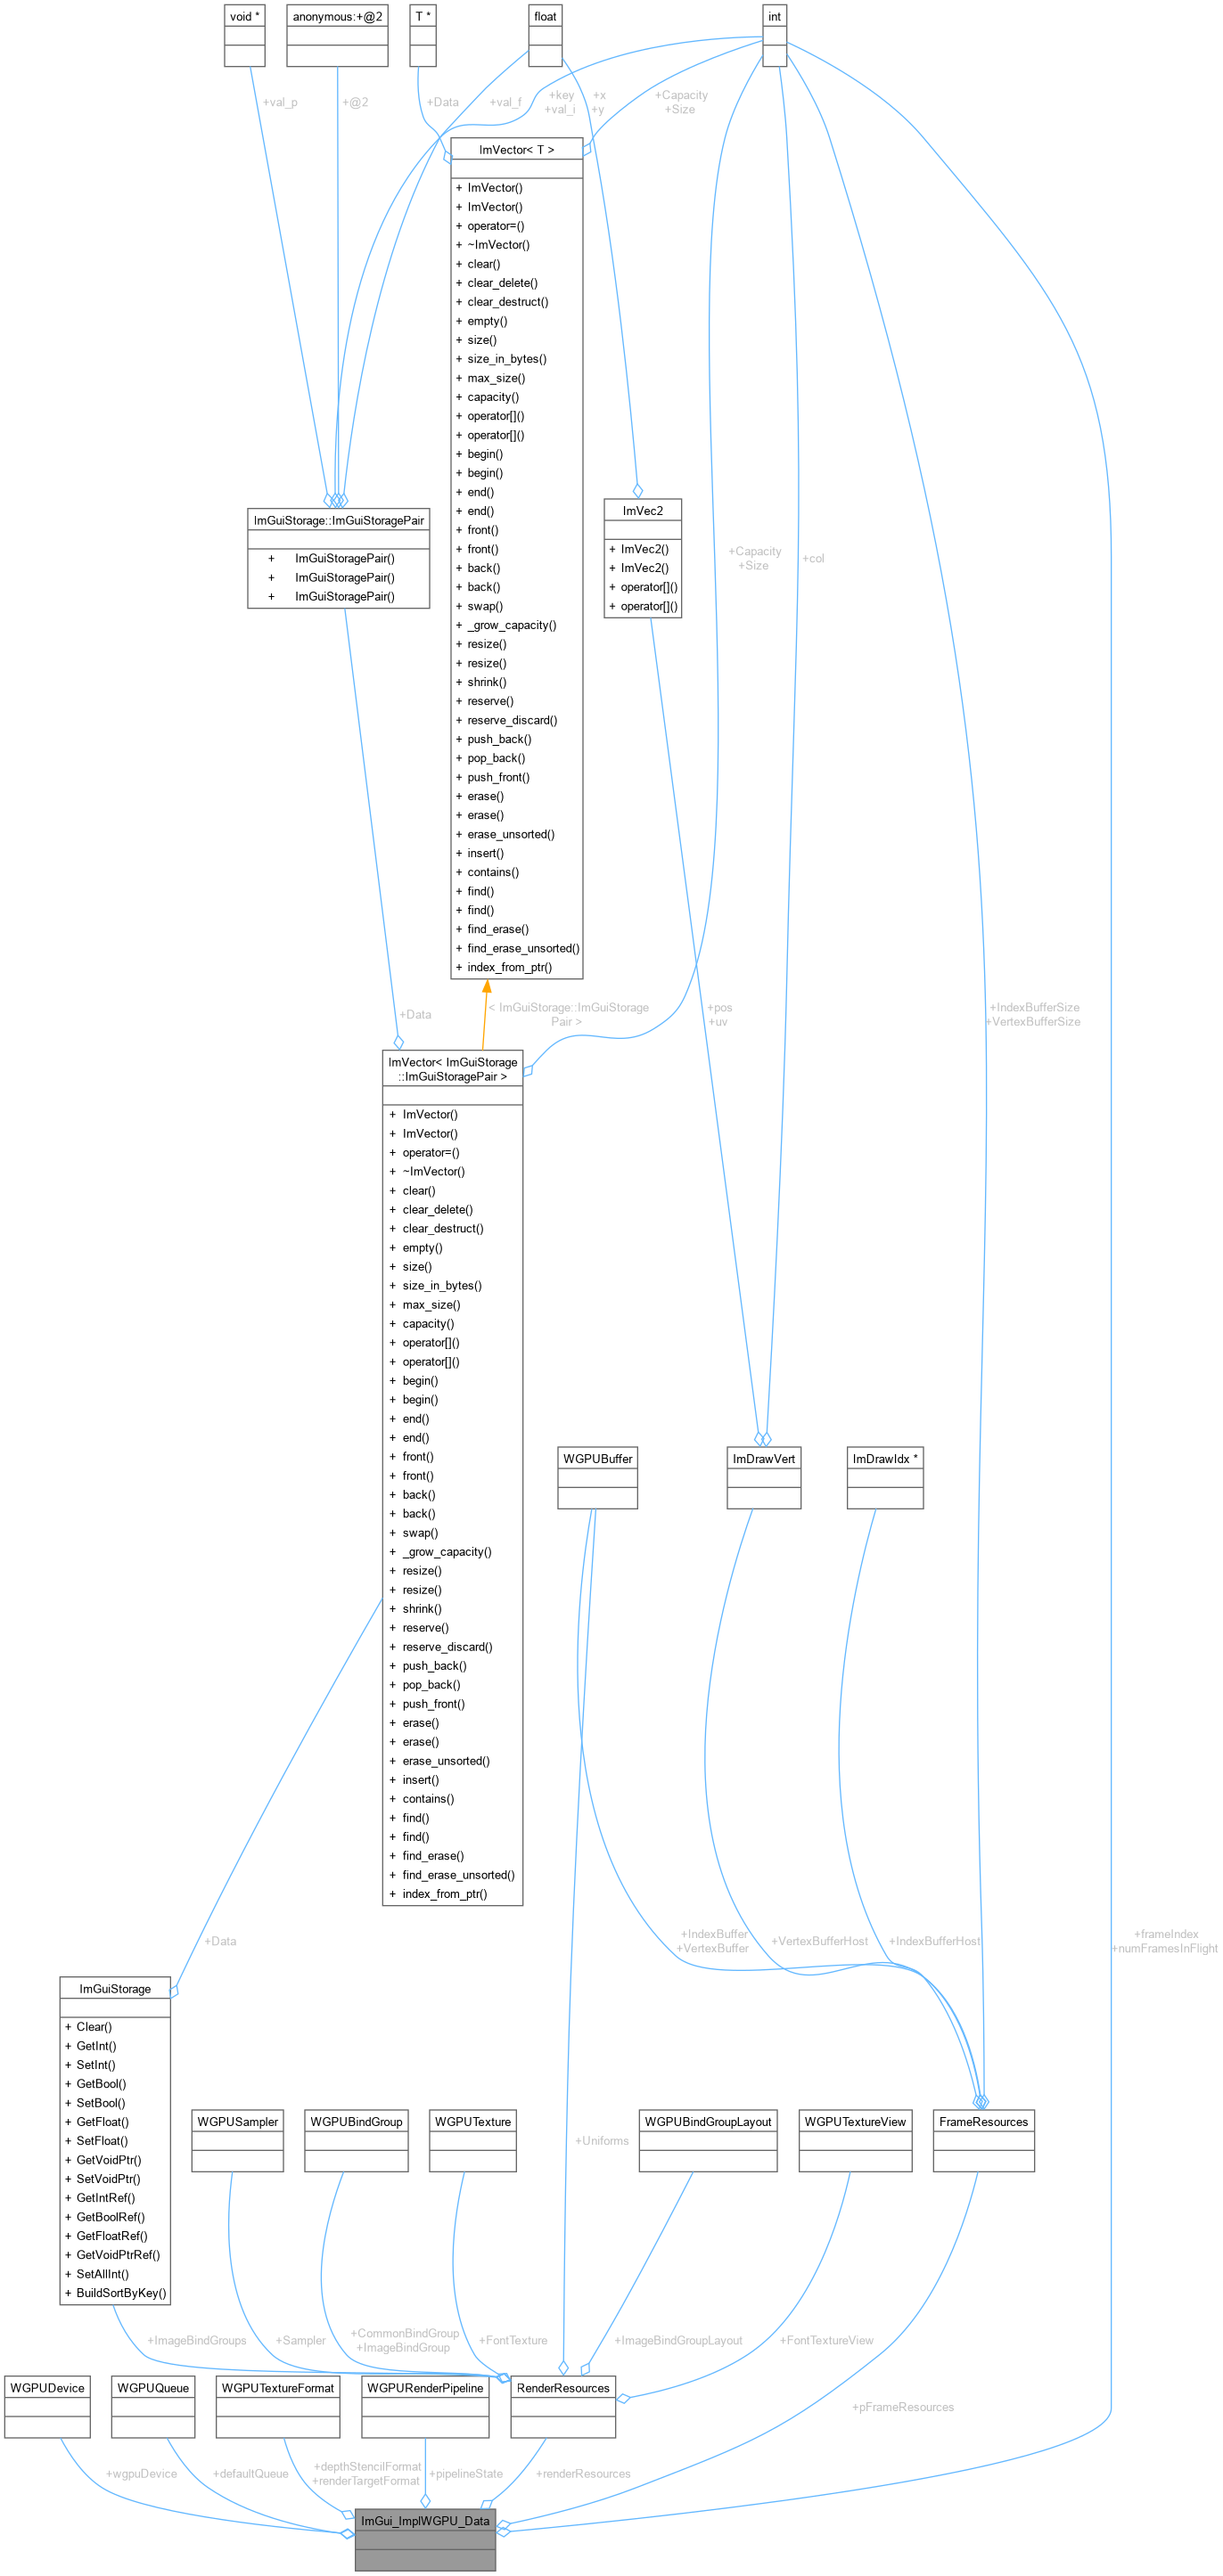 void *
anonymous:+@2
T *
float
int
+val_p
+@2
+Data
+val_f
+key
+val_i
+x
+y
+Capacity
+Size
ImVector< T >
+ ImVector()
+ ImVector()
+ operator=()
+ ~ImVector()
+ clear()
+ clear_delete()
+ clear_destruct()
+ empty()
+ size()
+ size_in_bytes()
+ max_size()
+ capacity()
+ operator[]()
+ operator[]()
+ begin()
+ begin()
+ end()
+ end()
+ front()
+ front()
+ back()
+ back()
+ swap()
+ _grow_capacity()
+ resize()
+ resize()
+ shrink()
+ reserve()
+ reserve_discard()
+ push_back()
+ pop_back()
+ push_front()
+ erase()
+ erase()
+ erase_unsorted()
+ insert()
+ contains()
+ find()
+ find()
+ find_erase()
+ find_erase_unsorted()
+ index_from_ptr()
ImGuiStorage::ImGuiStoragePair
+ ImGuiStoragePair()
+ ImGuiStoragePair()
+ ImGuiStoragePair()
ImVec2
+ ImVec2()
+ ImVec2()
+ operator[]()
+ operator[]()
+Capacity
+Size
+col
+Data
< ImGuiStorage::ImGuiStorage
Pair >
+pos
+uv
+IndexBufferSize
+VertexBufferSize
ImVector< ImGuiStorage
::ImGuiStoragePair >
+ ImVector()
+ ImVector()
+ operator=()
+ ~ImVector()
+ clear()
+ clear_delete()
+ clear_destruct()
+ empty()
+ size()
+ size_in_bytes()
+ max_size()
+ capacity()
+ operator[]()
+ operator[]()
+ begin()
+ begin()
+ end()
+ end()
+ front()
+ front()
+ back()
+ back()
+ swap()
+ _grow_capacity()
+ resize()
+ resize()
+ shrink()
+ reserve()
+ reserve_discard()
+ push_back()
+ pop_back()
+ push_front()
+ erase()
+ erase()
+ erase_unsorted()
+ insert()
+ contains()
+ find()
+ find()
+ find_erase()
+ find_erase_unsorted()
+ index_from_ptr()
WGPUBuffer
ImDrawVert
ImDrawIdx *
+Data
+IndexBuffer
+VertexBuffer
+VertexBufferHost
+IndexBufferHost
+frameIndex
+numFramesInFlight
ImGuiStorage
+ Clear()
+ GetInt()
+ SetInt()
+ GetBool()
+ SetBool()
+ GetFloat()
+ SetFloat()
+ GetVoidPtr()
+ SetVoidPtr()
+ GetIntRef()
+ GetBoolRef()
+ GetFloatRef()
+ GetVoidPtrRef()
+ SetAllInt()
+ BuildSortByKey()
WGPUSampler
WGPUBindGroup
WGPUTexture
+Uniforms
WGPUBindGroupLayout
WGPUTextureView
FrameResources
+ImageBindGroups
+Sampler
+CommonBindGroup
+ImageBindGroup
+FontTexture
+ImageBindGroupLayout
+FontTextureView
WGPUDevice
WGPUQueue
WGPUTextureFormat
WGPURenderPipeline
RenderResources
+pFrameResources
+wgpuDevice
+defaultQueue
+depthStencilFormat
+renderTargetFormat
+pipelineState
+renderResources
ImGui_ImplWGPU_Data